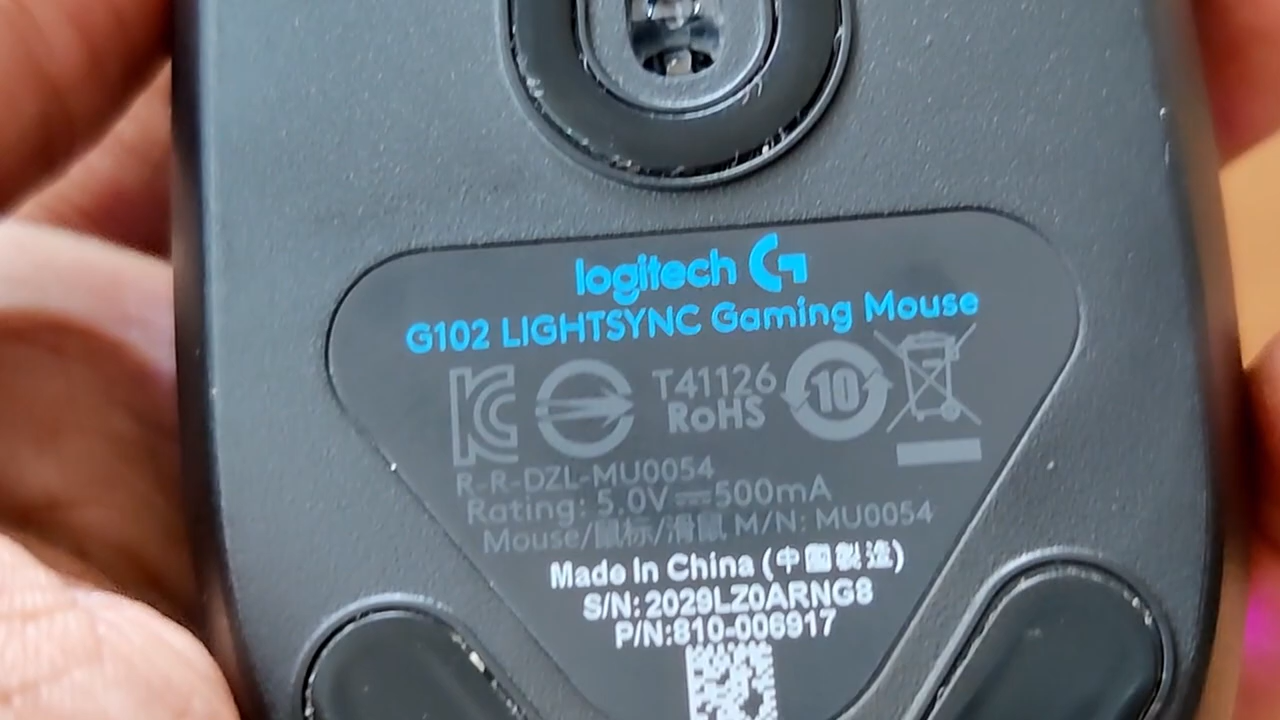 logitech G
G102 LIGHTSYNC Gaming Mouse
T41126
RoHS
10
R-R-DZL-MU0054
Rating: 5.0V⎓500mA
Mouse/鼠标/滑鼠 M/N: MU0054
Made in China (中國製造)
S/N: 2029LZ0ARNG8
P/N:810-006917